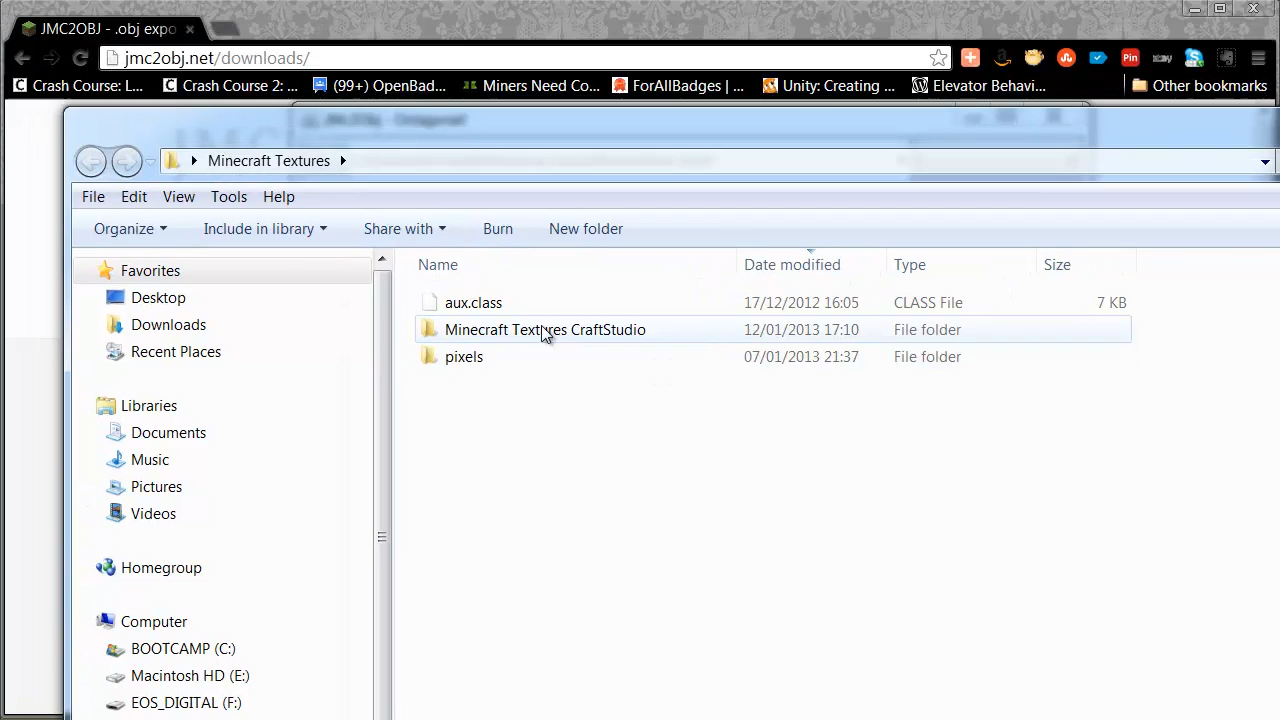 JMC2OBJ - .obj expo
jmc2obj.net/downloads/
Crash Course: L... Crash Course 2: ... (99+) OpenBad... Miners Need Co... ForAllBadges | ... Unity: Creating ... Elevator Behavi... Other bookmarks
Minecraft Textures
File Edit View Tools Help
Organize Include in library Share with Burn New folder
Name Date modified Type Size
Favorites
Desktop
Downloads
Recent Places
Libraries
Documents
Music
Pictures
Videos
Homegroup
Computer
BOOTCAMP (C:)
Macintosh HD (E:)
EOS_DIGITAL (F:)
aux.class 17/12/2012 16:05 CLASS File 7 KB
Minecraft Textures CraftStudio 12/01/2013 17:10 File folder
pixels 07/01/2013 21:37 File folder